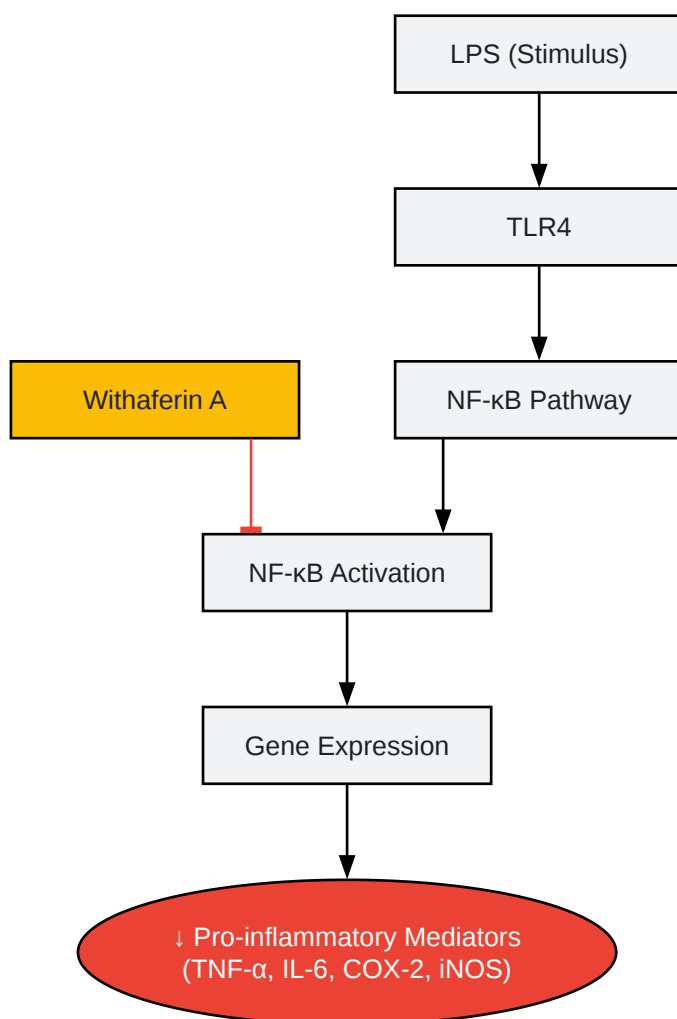 LPS (Stimulus)
TLR4
Withaferin A
NF-κB Pathway
NF-κB Activation
Gene Expression
↓ Pro-inflammatory Mediators
(TNF-α, IL-6, COX-2, iNOS)